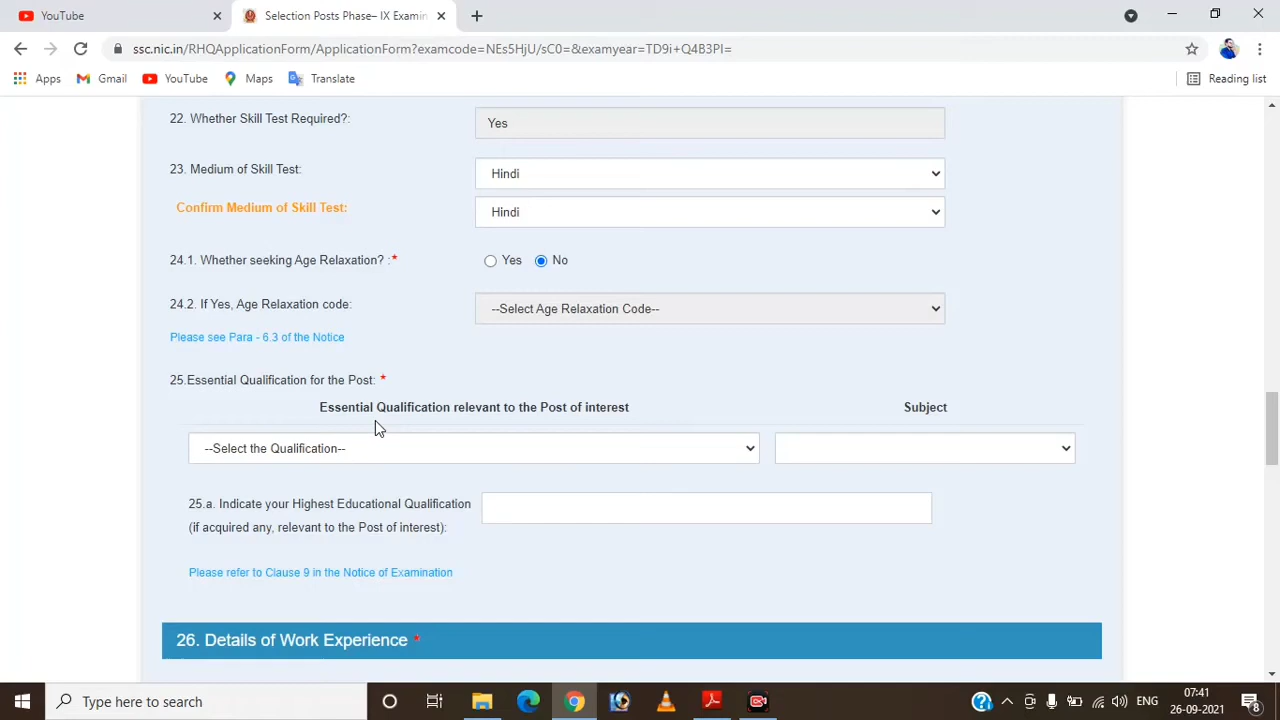 YouTube
Selection Posts Phase– IX Examin
ssc.nic.in/RHQApplicationForm/ApplicationForm?examcode=NEs5HjU/sC0=&examyear=TD9i+Q4B3PI=
Apps
Gmail
YouTube
Maps
Translate
Reading list
22. Whether Skill Test Required?:
Yes
23. Medium of Skill Test:
Hindi
Confirm Medium of Skill Test:
Hindi
24.1. Whether seeking Age Relaxation? :*
Yes
No
24.2. If Yes, Age Relaxation code:
--Select Age Relaxation Code--
Please see Para - 6.3 of the Notice
25.Essential Qualification for the Post: *
Essential Qualification relevant to the Post of interest
Subject
--Select the Qualification--
25.a. Indicate your Highest Educational Qualification
(if acquired any, relevant to the Post of interest):
Please refer to Clause 9 in the Notice of Examination
26. Details of Work Experience *
Type here to search
ENG
07:41
26-09-2021
8